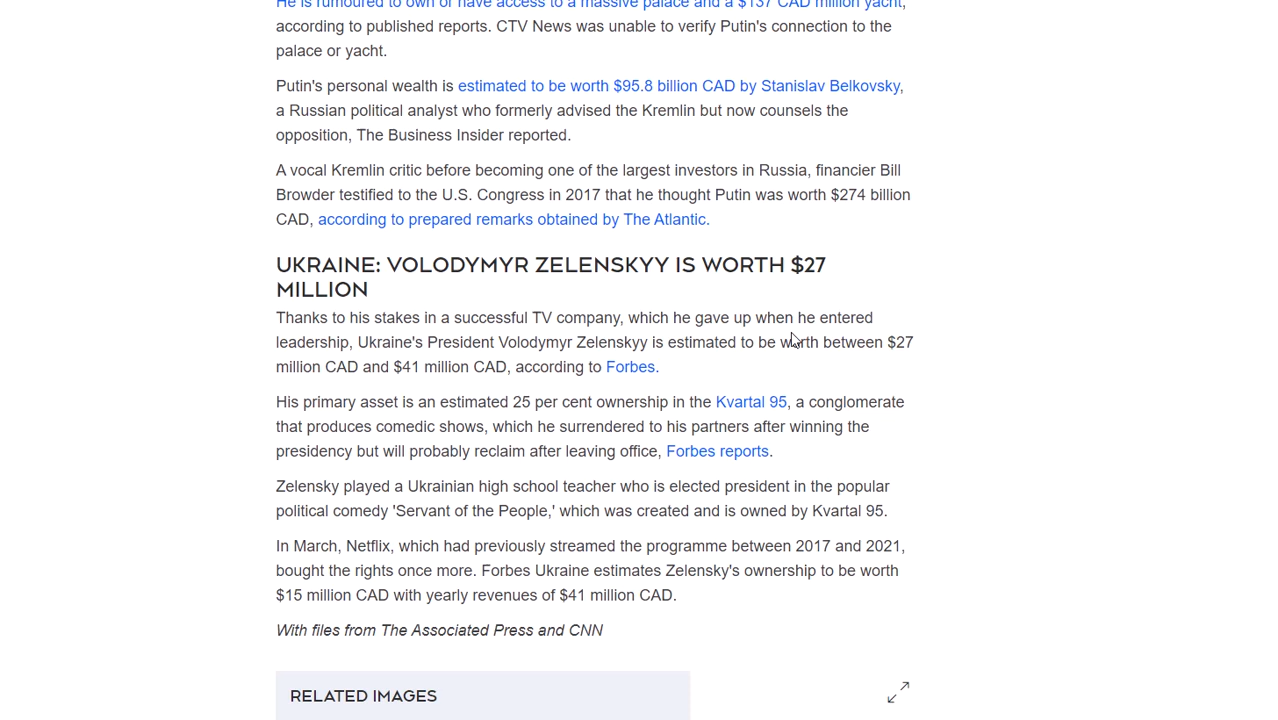 He is rumoured to own or have access to a massive palace and a $137 CAD million yacht,
according to published reports. CTV News was unable to verify Putin's connection to the
palace or yacht.
Putin's personal wealth is estimated to be worth $95.8 billion CAD by Stanislav Belkovsky,
a Russian political analyst who formerly advised the Kremlin but now counsels the
opposition, The Business Insider reported.
A vocal Kremlin critic before becoming one of the largest investors in Russia, financier Bill
Browder testified to the U.S. Congress in 2017 that he thought Putin was worth $274 billion
CAD, according to prepared remarks obtained by The Atlantic.
UKRAINE: VOLODYMYR ZELENSKYY IS WORTH $27
MILLION
Thanks to his stakes in a successful TV company, which he gave up when he entered
leadership, Ukraine's President Volodymyr Zelenskyy is estimated to be worth between $27
million CAD and $41 million CAD, according to Forbes.
His primary asset is an estimated 25 per cent ownership in the Kvartal 95, a conglomerate
that produces comedic shows, which he surrendered to his partners after winning the
presidency but will probably reclaim after leaving office, Forbes reports.
Zelensky played a Ukrainian high school teacher who is elected president in the popular
political comedy 'Servant of the People,' which was created and is owned by Kvartal 95.
In March, Netflix, which had previously streamed the programme between 2017 and 2021,
bought the rights once more. Forbes Ukraine estimates Zelensky's ownership to be worth
$15 million CAD with yearly revenues of $41 million CAD.
With files from The Associated Press and CNN
RELATED IMAGES